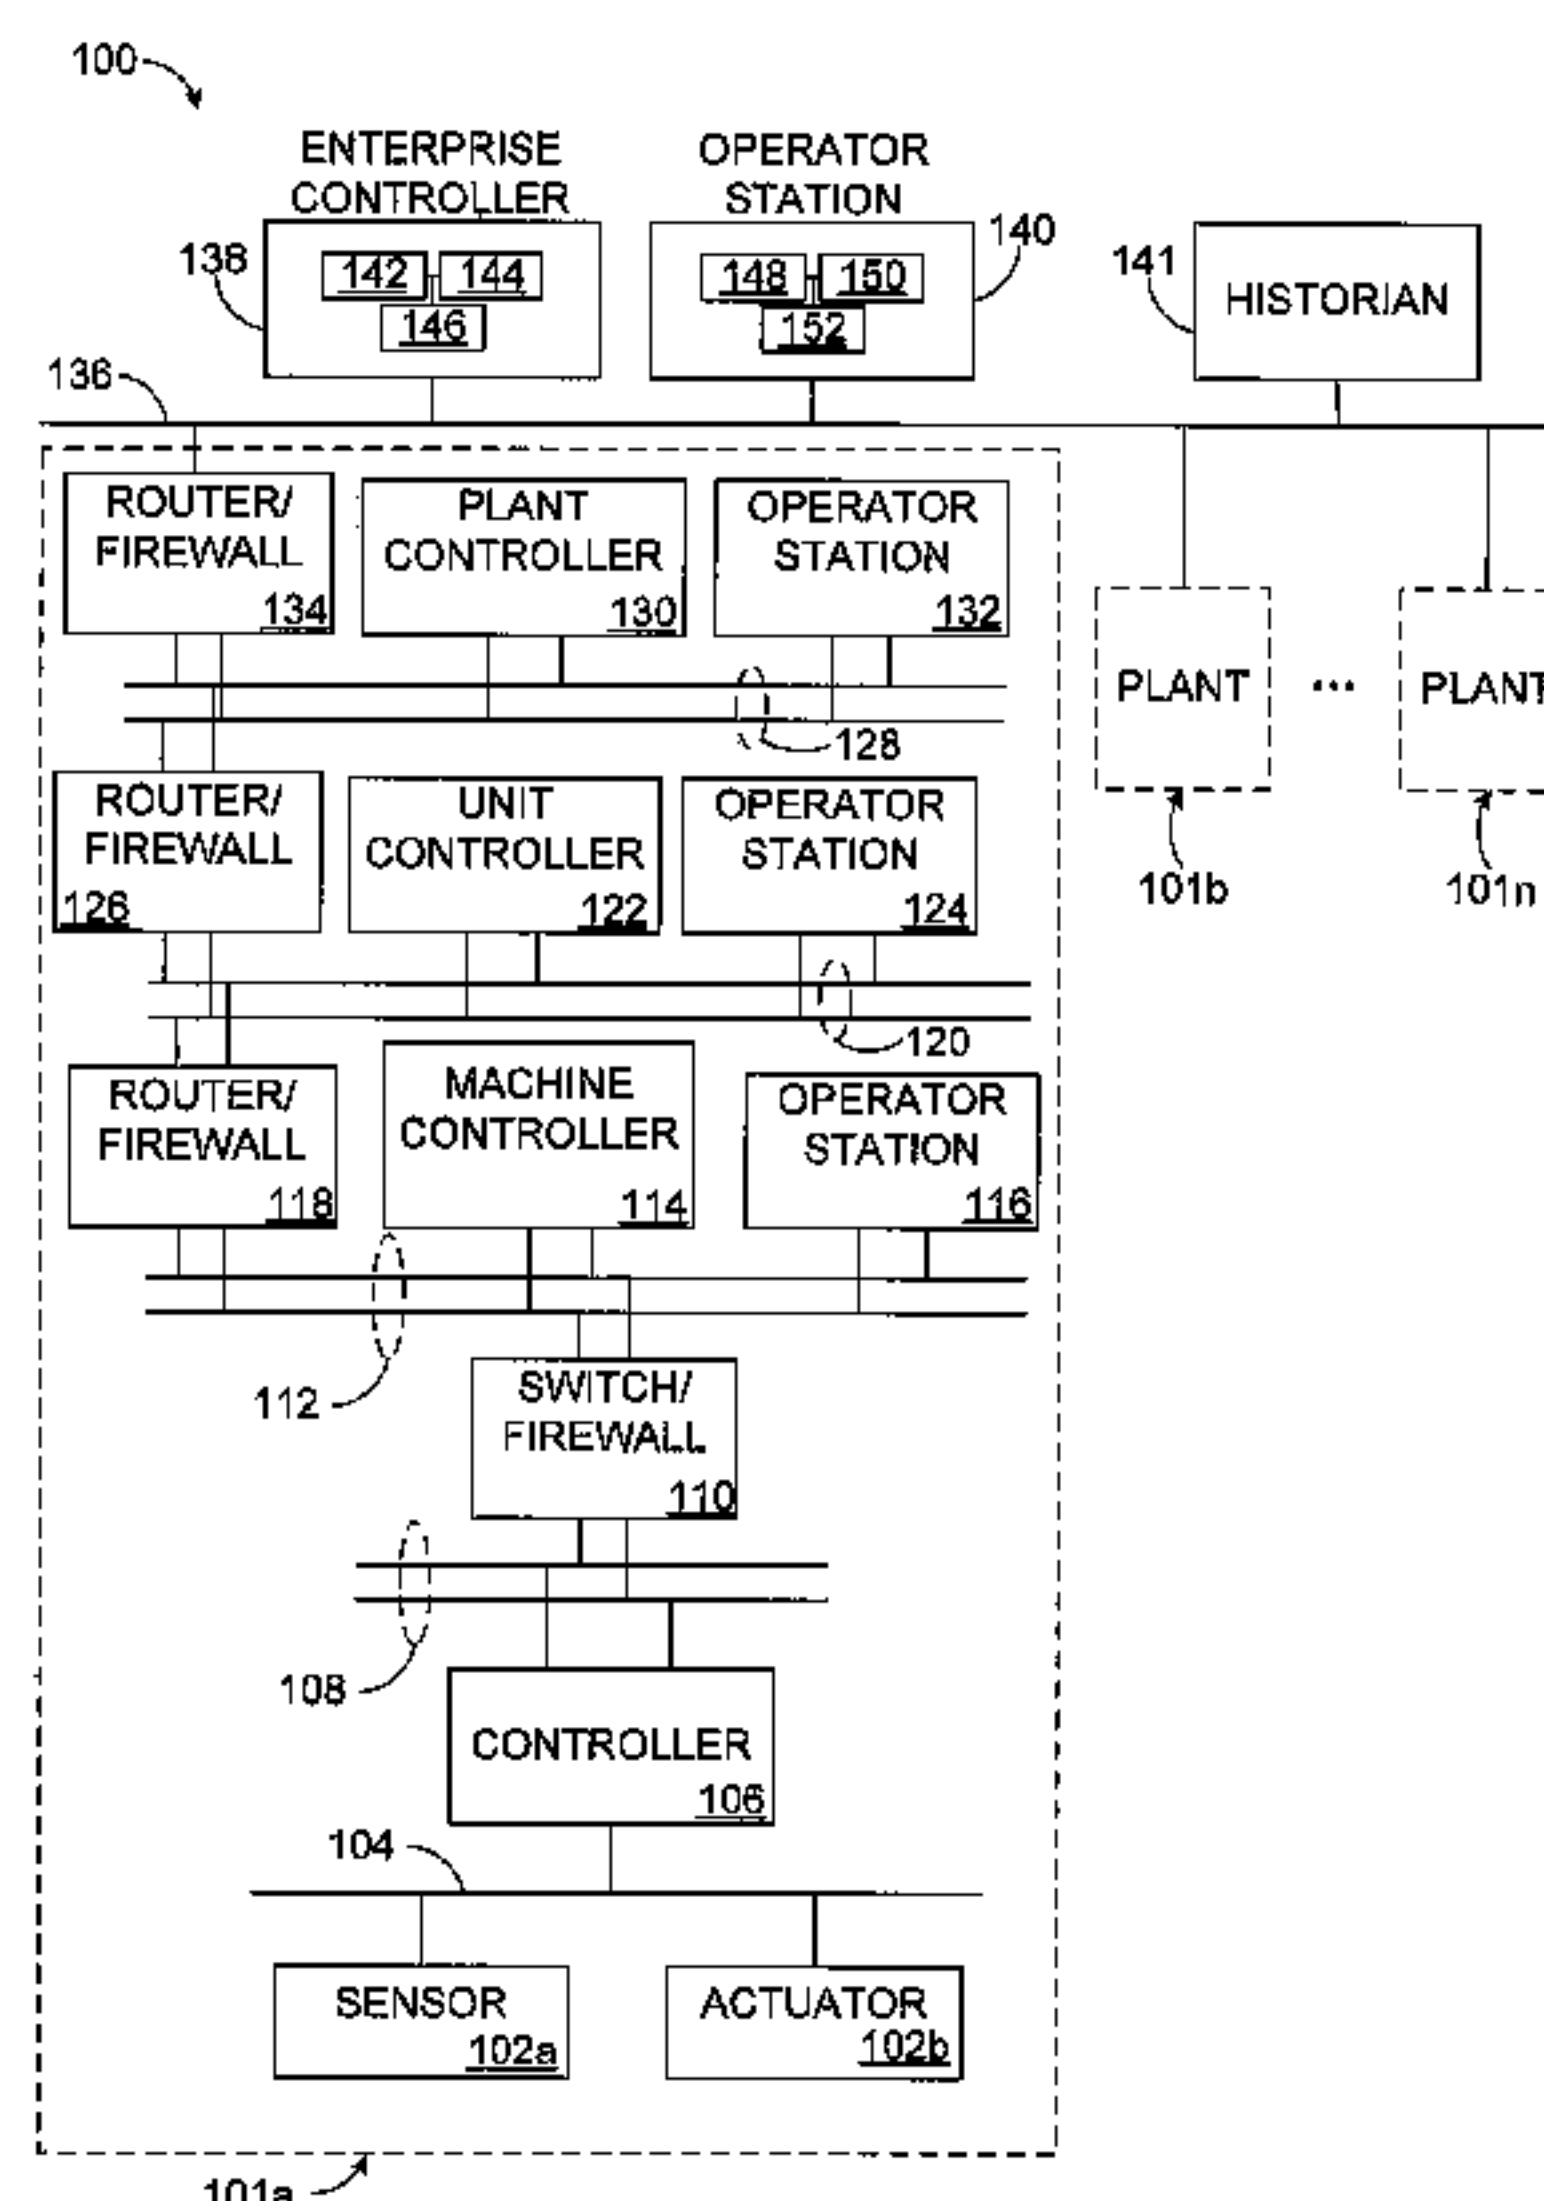 100
ENTERPRISE
CONTROLLER
OPERATOR
STATION
138
142
144
146
148
150
152
140
141
HISTORIAN
136
ROUTER/
FIREWALL
134
PLANT
CONTROLLER
130
OPERATOR
STATION
132
128
PLANT
...
PLANT
101b
101n
ROUTER/
FIREWALL
126
UNIT
CONTROLLER
122
OPERATOR
STATION
124
120
ROUTER/
FIREWALL
118
MACHINE
CONTROLLER
114
OPERATOR
STATION
116
112
SWITCH/
FIREWALL
110
108
CONTROLLER
106
104
SENSOR
102a
ACTUATOR
102b
101a